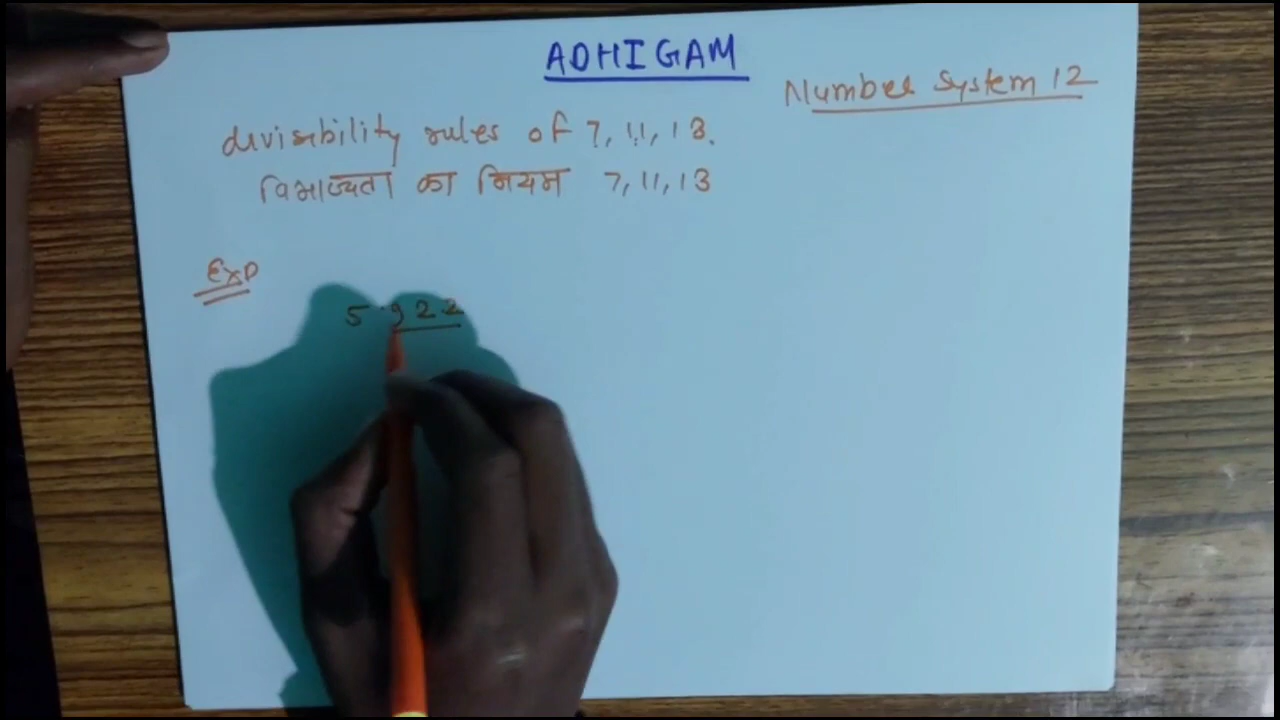 ADHIGAM
Number System 12
divisibility rules of 7, 11, 13.
विभाज्यता का नियम 7, 11, 13
Exp
5 922